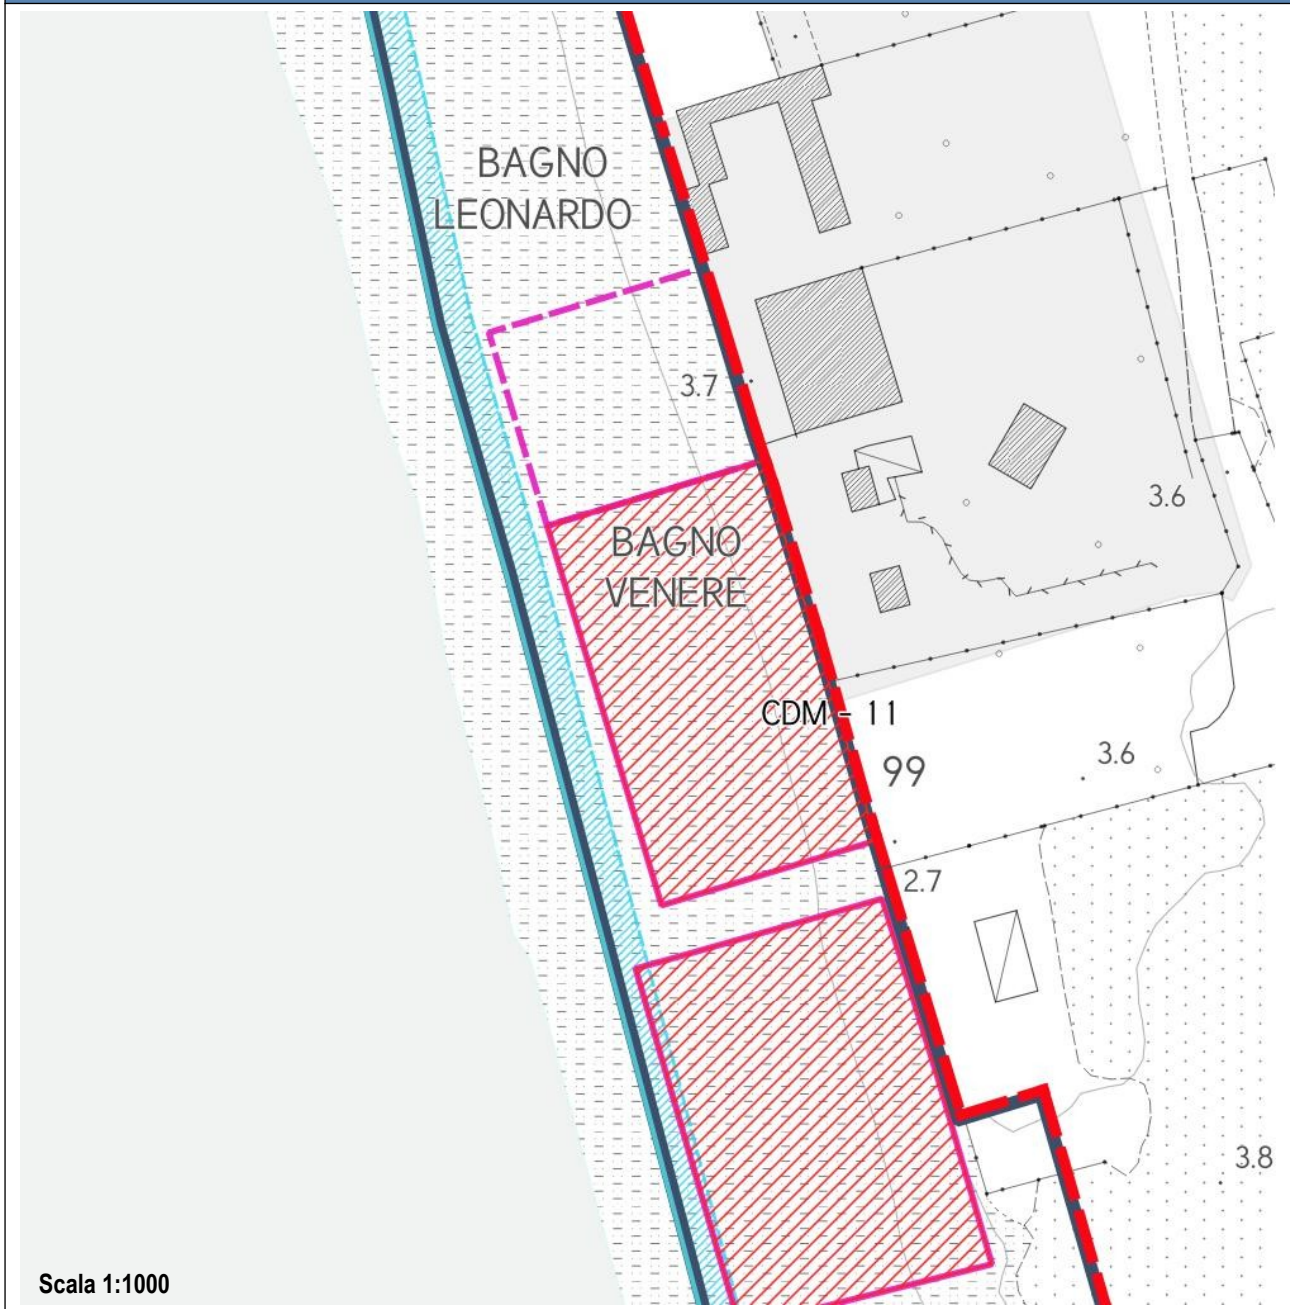 BAGNO
LEONARDO
3.7
BAGNO
VENERE
3.6
CDM - 11
99
3.6
2.7
3.8
Scala 1:1000